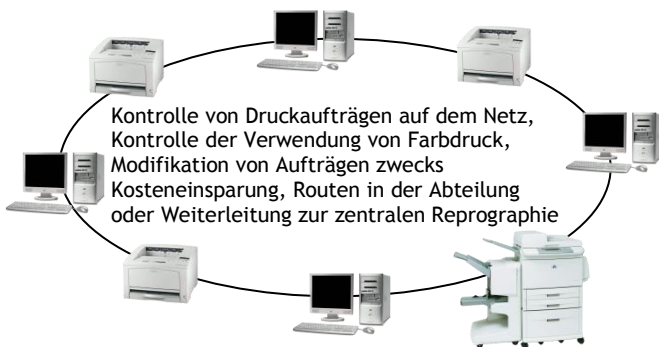 Kontrolle von Druckaufträgen auf dem Netz,
Kontrolle der Verwendung von Farbdruck,
Modifikation von Aufträgen zwecks
Kosteneinsparung, Routen in der Abteilung
oder Weiterleitung zur zentralen Reprographie